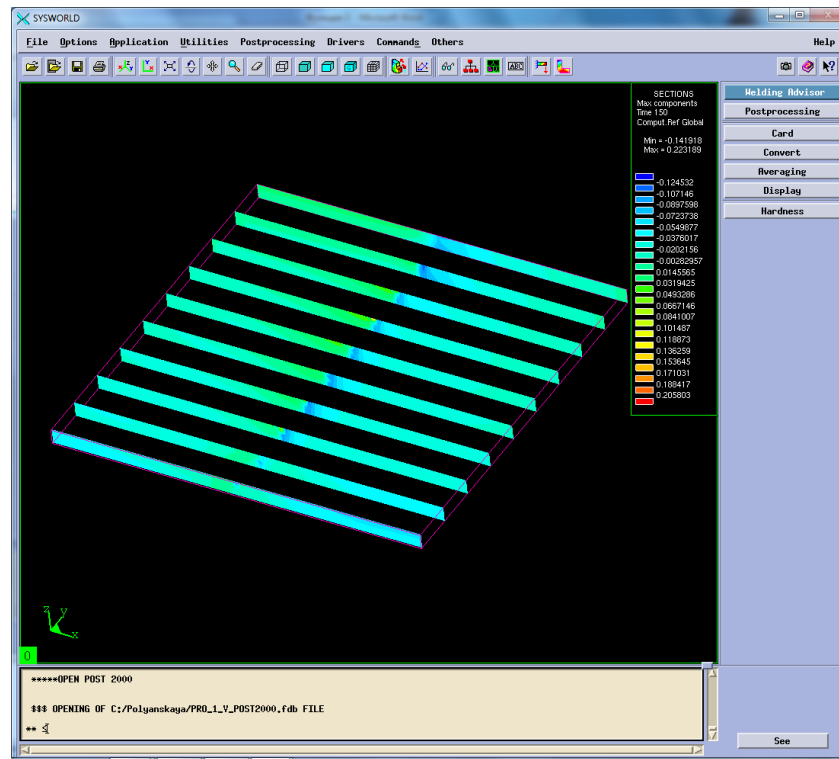 SYSWORLD
File Options Application Utilities Postprocessing Drivers Commands Others Help
ABC
SECTIONS
Max components
Time 150
Comput.Ref Global
Min = -0.141918
Max = 0.223189
-0.124532
-0.107146
-0.0897598
-0.0723738
-0.0549877
-0.0376017
-0.0202156
-0.00282957
0.0145565
0.0319425
0.0493286
0.0667146
0.0841007
0.101487
0.118873
0.136259
0.153645
0.171031
0.188417
0.205803
Welding Advisor
Postprocessing
Card
Convert
Averaging
Display
Hardness
z
y
x
0
*****OPEN POST 2000
$$$ OPENING OF C:/Polyanskaya/PRO_1_V_POST2000.fdb FILE
**
See